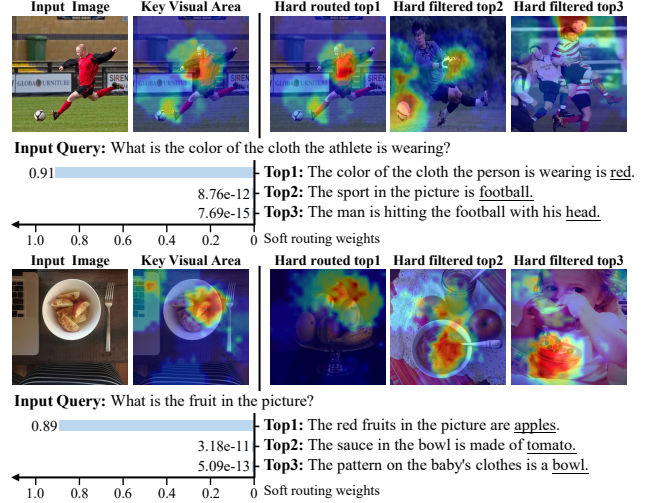 Input Image Key Visual Area Hard routed top1 Hard filtered top2 Hard filtered top3
GLOBA FURNITURE SIREN
Input Query: What is the color of the cloth the athlete is wearing?
0.91 Top1: The color of the cloth the person is wearing is red.
8.76e-12 Top2: The sport in the picture is football.
7.69e-15 Top3: The man is hitting the football with his head.
1.0 0.8 0.6 0.4 0.2 0 Soft routing weights
Input Image Key Visual Area Hard routed top1 Hard filtered top2 Hard filtered top3
Input Query: What is the fruit in the picture?
0.89 Top1: The red fruits in the picture are apples.
3.18e-11 Top2: The sauce in the bowl is made of tomato.
5.09e-13 Top3: The pattern on the baby's clothes is a bowl.
1.0 0.8 0.6 0.4 0.2 0 Soft routing weights